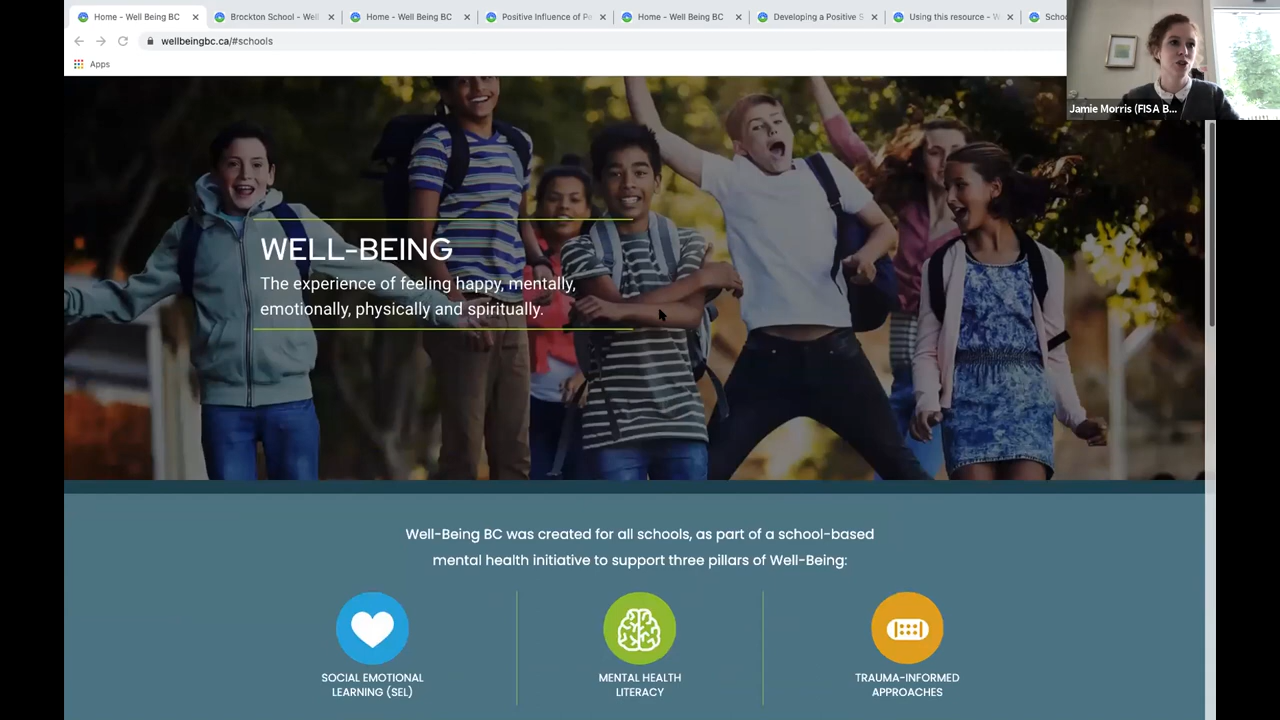 Home - Well Being BC
Brockton School - Well
Home - Well Being BC
Positive Influence of Pe
Home - Well Being BC
Developing a Positive S
Using this resource - W
Schoo
wellbeingbc.ca/#schools
Apps
Jamie Morris (FISA B...
WELL-BEING
The experience of feeling happy, mentally,
emotionally, physically and spiritually.
Well-Being BC was created for all schools, as part of a school-based
mental health initiative to support three pillars of Well-Being:
SOCIAL EMOTIONAL
LEARNING (SEL)
MENTAL HEALTH
LITERACY
TRAUMA-INFORMED
APPROACHES